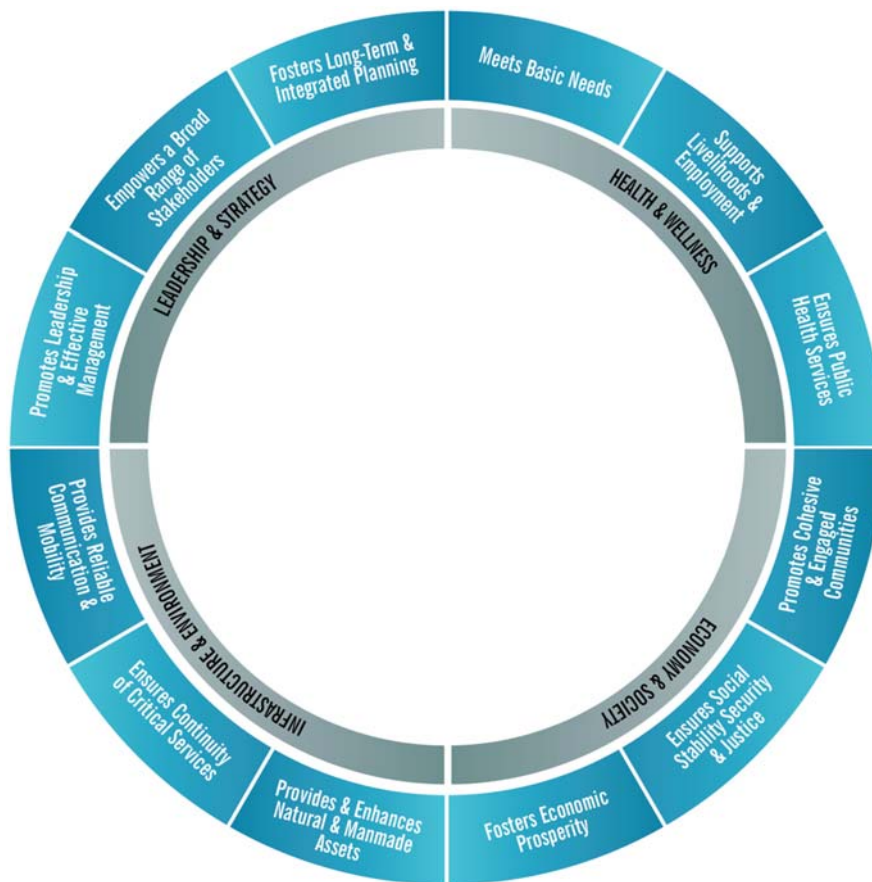 Meets Basic Needs
Supports
Livelihoods &
Employment
Ensures Public
Health Services
Promotes Cohesive
& Engaged
Communities
Ensures Social
Stability Security
& Justice
Fosters Economic
Prosperity
Provides & Enhances
Natural & Manmade
Assets
Ensures Continuity
of Critical Services
Provides Reliable
Communication &
Mobility
Promotes Leadership
& Effective
Management
Empowers a Broad
Range of
Stakeholders
Fosters Long-Term &
Integrated Planning
HEALTH & WELLNESS
ECONOMY & SOCIETY
INFRASTRUCTURE & ENVIRONMENT
LEADERSHIP & STRATEGY